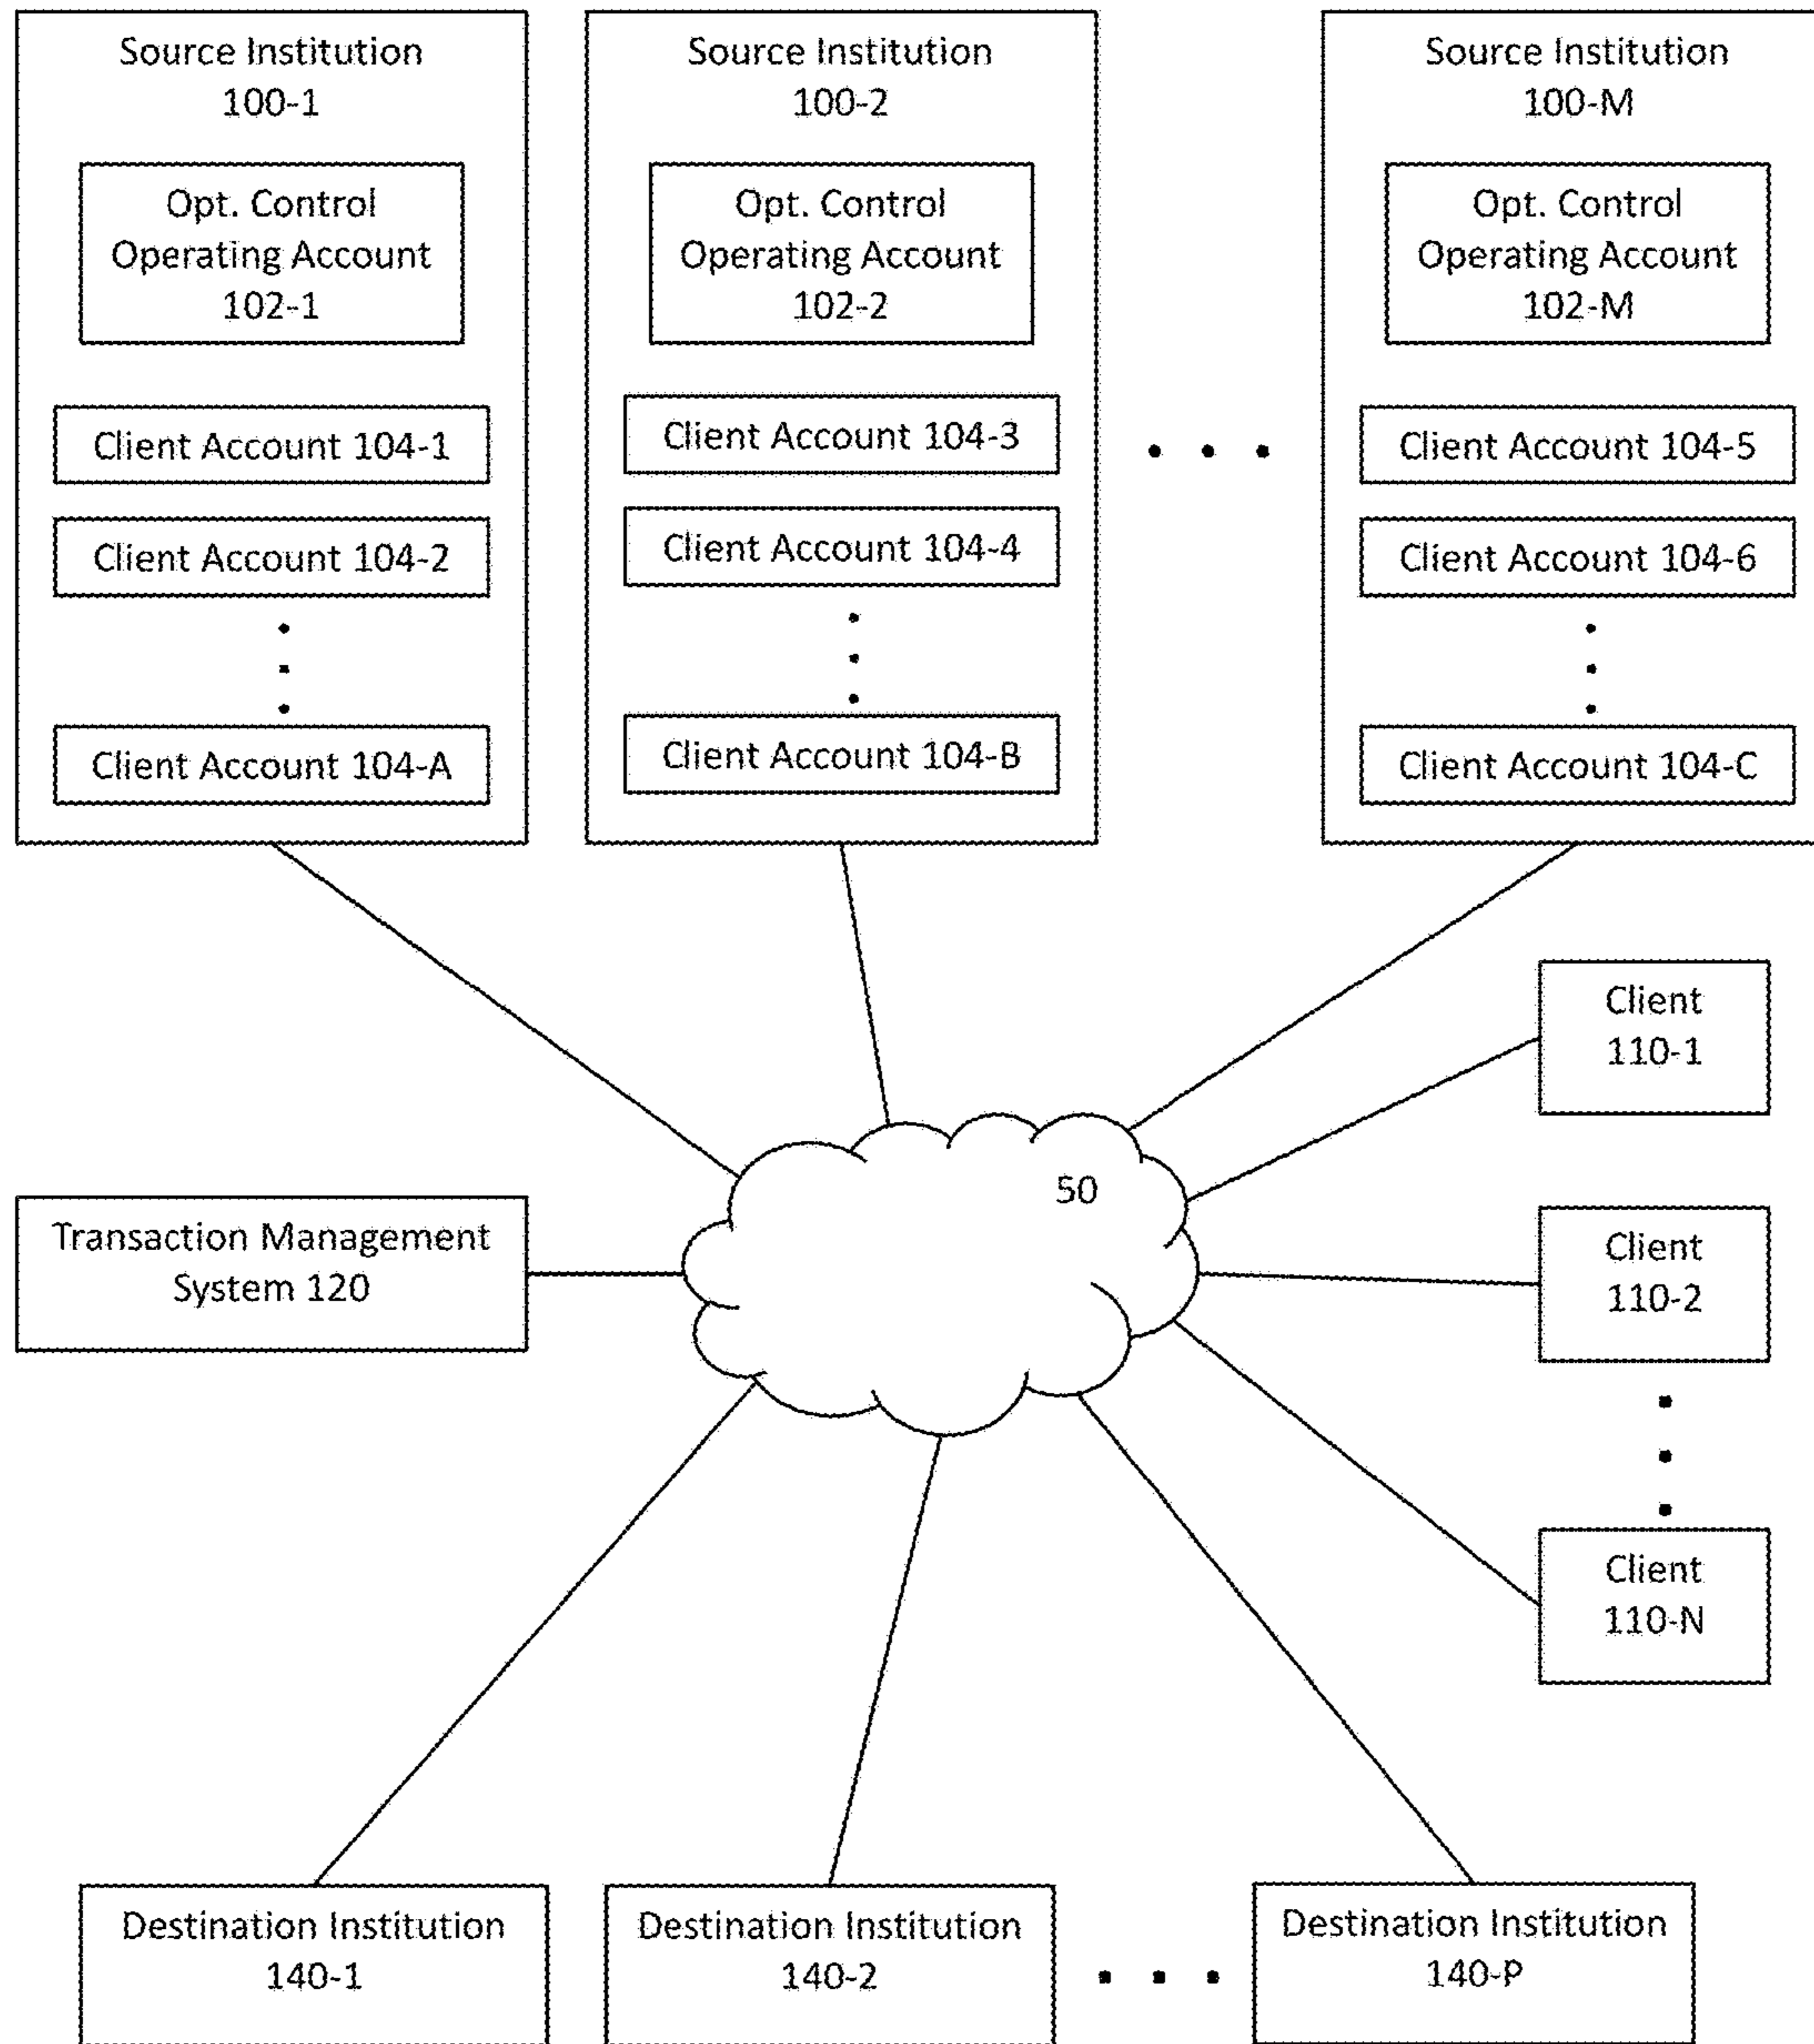 Source Institution
100-1
Opt. Control
Operating Account
102-1
Client Account 104-1
Client Account 104-2
Client Account 104-A
Source Institution
100-2
Opt. Control
Operating Account
102-2
Client Account 104-3
Client Account 104-4
Client Account 104-B
Source Institution
100-M
Opt. Control
Operating Account
102-M
Client Account 104-5
Client Account 104-6
Client Account 104-C
Client
110-1
50
Transaction Management
System 120
Client
110-2
Client
110-N
Destination Institution
140-1
Destination Institution
140-2
Destination Institution
140-P